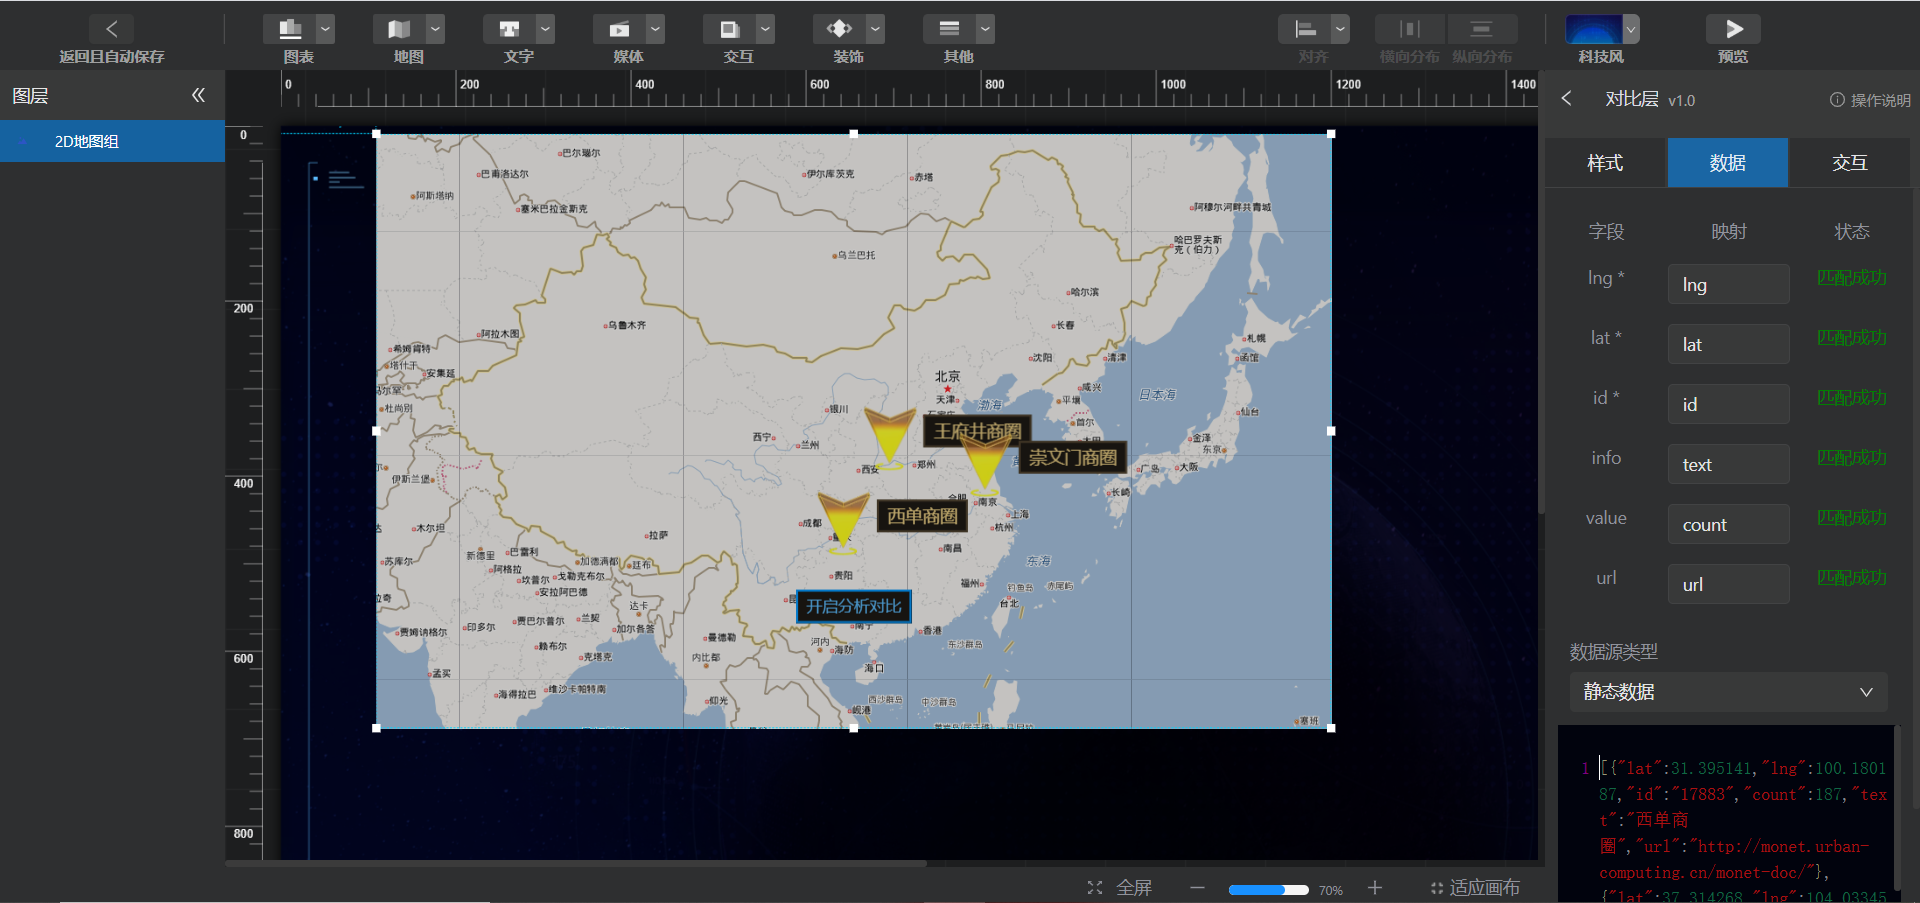 返回且自动保存
图表
地图
文字
媒体
交互
装饰
其他
对齐
横向分布
纵向分布
科技风
预览
图层
2D地图组
0
200
400
600
800
1000
1200
1400
0
200
400
600
800
巴尔瑙尔
巴甫洛达尔
伊尔库茨克
赤塔
阿斯塔纳
塞米巴拉金斯克
阿穆尔河畔共青城
哈巴罗夫斯
克（伯力）
乌兰巴托
哈尔滨
乌鲁木齐
长春
阿拉木图
札幌
希姆肯特
沈阳
清津
函馆
塔什干
安集延
北京
咸兴
天津
平壤
渤海
日本海
杜尚别
银川
仙台
首尔
王府井商圈
西宁
兰州
金泽
东京
崇文门商圈
西安
郑州
广岛
大阪
伊斯兰堡
长崎
南京
西单商圈
成都
上海
杭州
木尔坦
拉萨
南昌
新德里
巴雷利
苏库尔
阿格拉
加德满都
廷布
东海
坎普尔
戈勒克布尔
贵阳
福州
钓鱼岛
赤尾屿
安拉阿巴德
达卡
台北
开启分析对比
贾巴尔普尔
兰契
印多尔
加尔各答
南宁
香港
贾姆讷格尔
曼德勒
河内
海防
东沙群岛
赖布尔
克塔克
内比都
海口
孟买
海得拉巴
维沙卡帕特南
仰光
西沙群岛
中沙群岛
岘港
塞班
全屏
70%
适应画布
对比层 v1.0
操作说明
样式
数据
交互
字段
映射
状态
lng *
lng
匹配成功
lat *
lat
匹配成功
id *
id
匹配成功
info
text
匹配成功
value
count
匹配成功
url
url
匹配成功
数据源类型
静态数据
1
[{"lat":31.395141,"lng":100.1801
87,"id":"17883","count":187,"tex
t":"西单商
圈","url":"http://monet.urban-
computing.cn/monet-doc/"},
{"lat":37.314268,"lng":104.03345